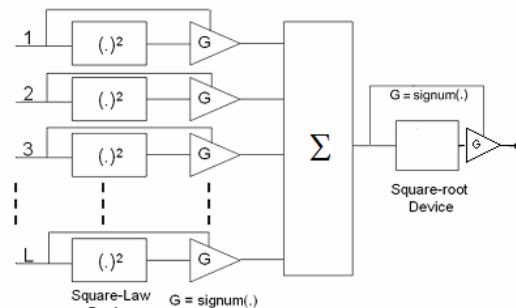 1 (.)² G
2 (.)² G
3 (.)² G
L (.)² G
Σ
G = signum(.)
G
Square-root
Device
Square-Law
G = signum(.)